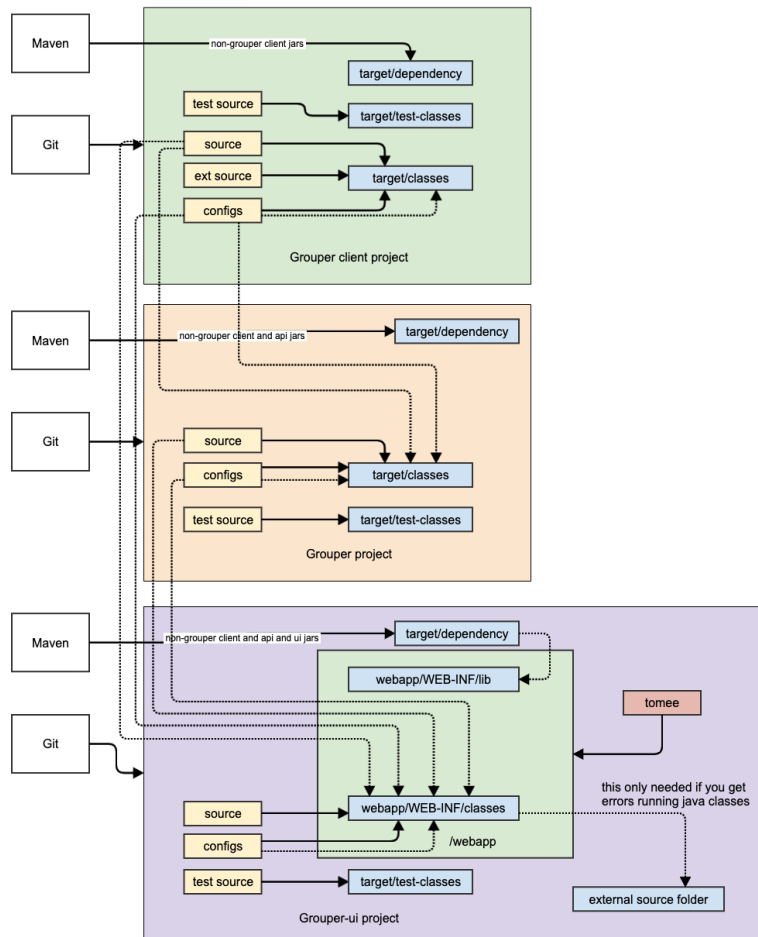 Maven
non-grouper client jars
target/dependency
test source
target/test-classes
Git
source
ext source
target/classes
configs
Grouper client project
Maven
non-grouper client and api jars
target/dependency
Git
source
configs
target/classes
test source
target/test-classes
Grouper project
Maven
non-grouper client and api and ui jars
target/dependency
webapp/WEB-INF/lib
tomee
Git
this only needed if you get
errors running java classes
source
webapp/WEB-INF/classes
configs
/webapp
test source
target/test-classes
external source folder
Grouper-ui project